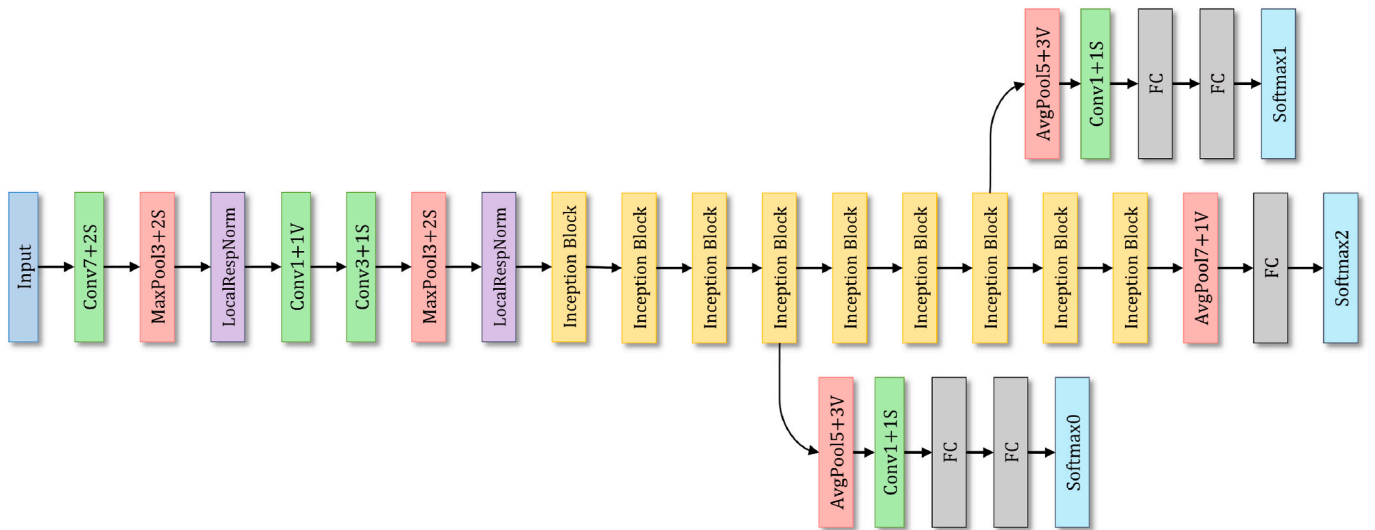 AvgPool5+3V
Conv1+1S
FC
FC
Softmax1
Input
Conv7+2S
MaxPool3+2S
LocalRespNorm
Conv1+1V
Conv3+1S
MaxPool3+2S
LocalRespNorm
Inception Block
Inception Block
Inception Block
Inception Block
Inception Block
Inception Block
Inception Block
Inception Block
Inception Block
AvgPool7+1V
FC
Softmax2
AvgPool5+3V
Conv1+1S
FC
FC
Softmax0